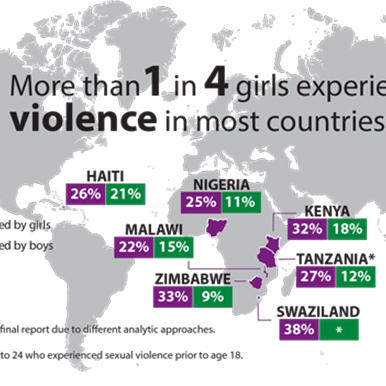 More than 1 in 4 girls experie
violence in most countries
HAITI
26% 21%
NIGERIA
25% 11%
KENYA
32% 18%
ed by girls
ed by boys
MALAWI
22% 15%
TANZANIA*
27% 12%
ZIMBABWE
33% 9%
SWAZILAND
38% *
final report due to different analytic approaches.
to 24 who experienced sexual violence prior to age 18.